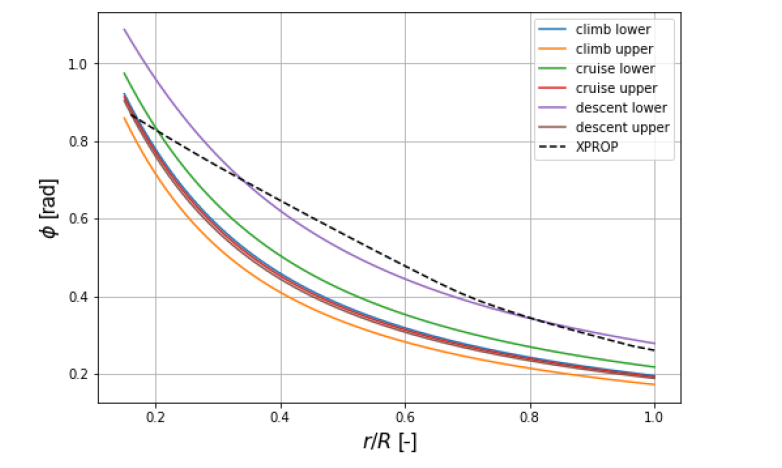 climb lower
climb upper
cruise lower
cruise upper
descent lower
descent upper
XPROP
1.0
0.8
0.6
0.4
0.2
ϕ [rad]
0.2 0.4 0.6 0.8 1.0
r/R [-]